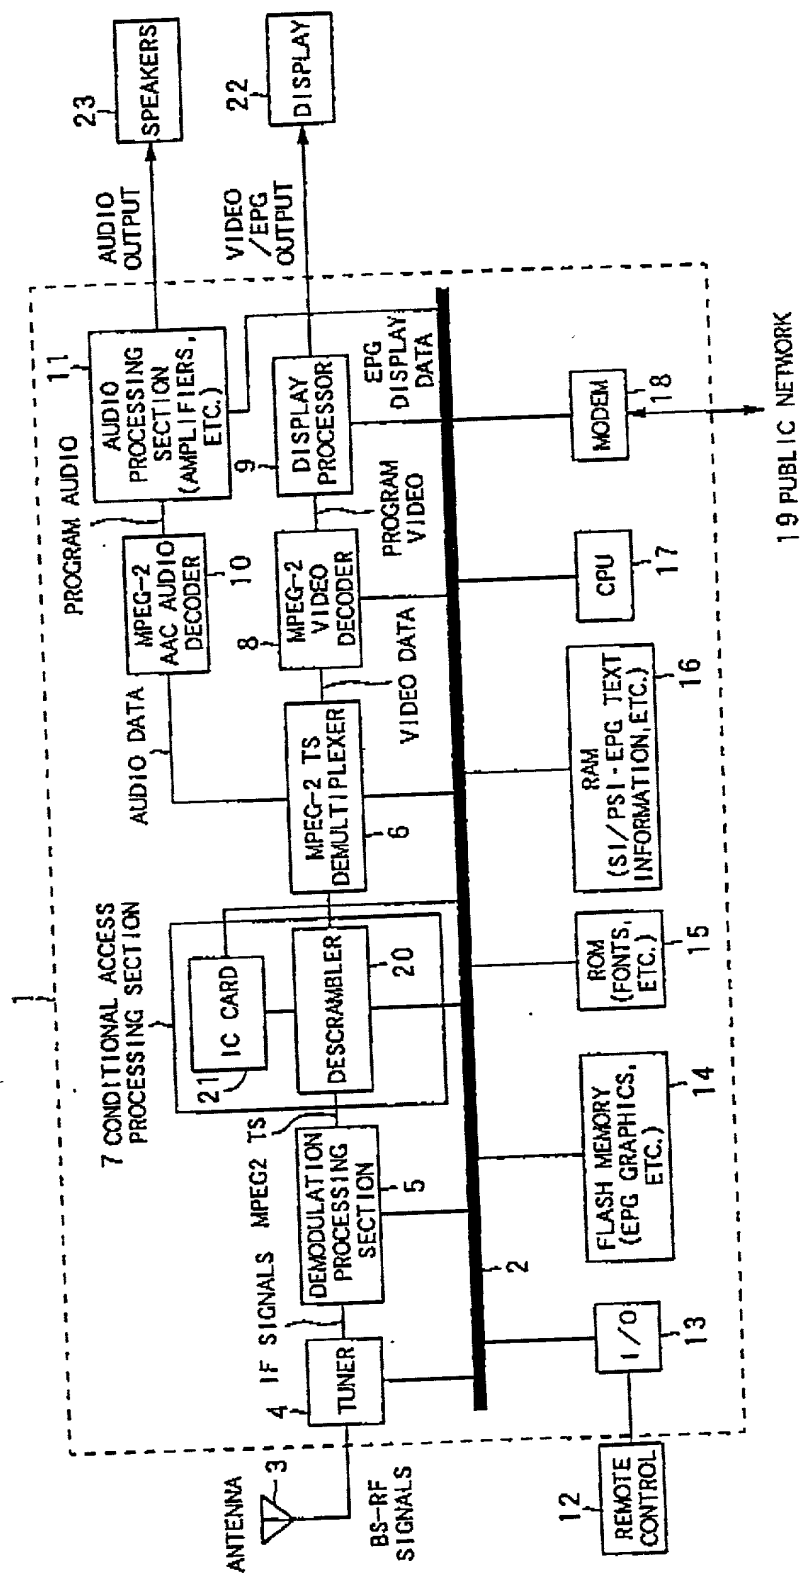 1
7 CONDITIONAL ACCESS
PROCESSING SECTION
21
IC CARD
DESCRAMBLER
20
ANTENNA
3
BS-RF
SIGNALS
4
TUNER
IF SIGNALS
DEMODULATION
PROCESSING
SECTION
5
MPEG2 TS
MPEG-2 TS
DEMULTIPLEXER
6
AUDIO DATA
VIDEO DATA
MPEG-2
AAC AUDIO
DECODER
10
8
MPEG-2
VIDEO
DECODER
PROGRAM AUDIO
PROGRAM
VIDEO
11
AUDIO
PROCESSING
SECTION
(AMPLIFIERS,
ETC.)
9
DISPLAY
PROCESSOR
EPG
DISPLAY
DATA
AUDIO
OUTPUT
VIDEO
/EPG
OUTPUT
23
SPEAKERS
22
DISPLAY
2
12
REMOTE
CONTROL
I/O
13
FLASH MEMORY
(EPG GRAPHICS,
ETC.)
14
ROM
(FONTS,
ETC.)
15
RAM
(SI/PSI-EPG TEXT
INFORMATION,ETC.)
16
CPU
17
MODEM
18
19 PUBLIC NETWORK